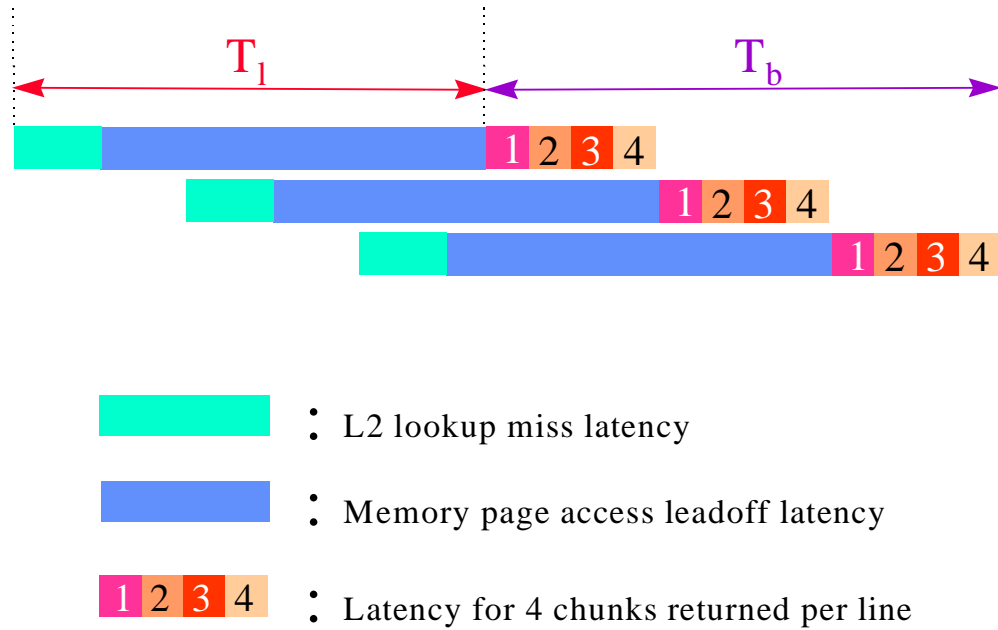 T_l T_b
1 2 3 4
1 2 3 4
1 2 3 4
: L2 lookup miss latency
: Memory page access leadoff latency
1 2 3 4 : Latency for 4 chunks returned per line